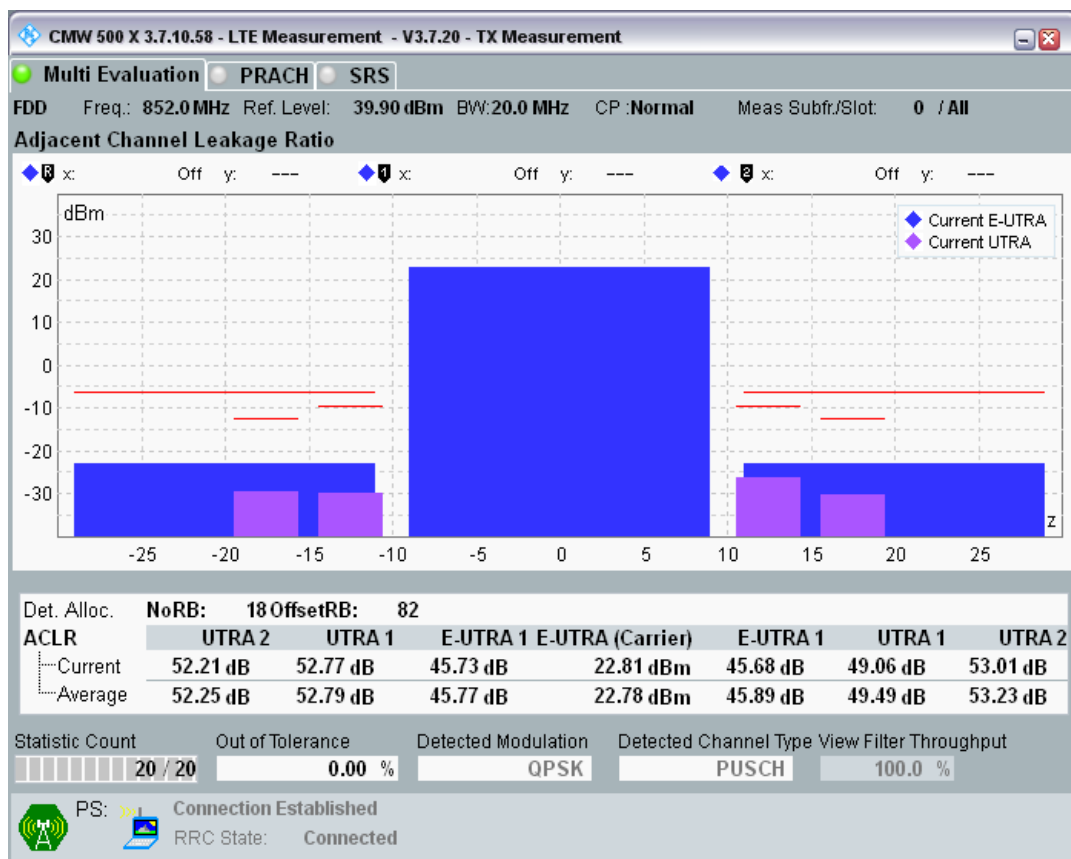 CMW 500 X 3.7.10.58 - LTE Measurement - V3.7.20 - TX Measurement
Multi Evaluation PRACH SRS
FDD Freq.: 852.0 MHz Ref. Level: 39.90 dBm BW:20.0 MHz CP :Normal Meas Subfr./Slot: 0 / All
Adjacent Channel Leakage Ratio
R x: Off y: --- 1 x: Off y: --- 2 x: Off y: ---
dBm
Current E-UTRA
Current UTRA
30
20
10
0
-10
-20
-30
z
-25 -20 -15 -10 -5 0 5 10 15 20 25
Det. Alloc. NoRB: 18 OffsetRB: 82
ACLR UTRA 2 UTRA 1 E-UTRA 1 E-UTRA (Carrier) E-UTRA 1 UTRA 1 UTRA 2
Current 52.21 dB 52.77 dB 45.73 dB 22.81 dBm 45.68 dB 49.06 dB 53.01 dB
Average 52.25 dB 52.79 dB 45.77 dB 22.78 dBm 45.89 dB 49.49 dB 53.23 dB
Statistic Count Out of Tolerance Detected Modulation Detected Channel Type View Filter Throughput
20 / 20 0.00 % QPSK PUSCH 100.0 %
PS: Connection Established
RRC State: Connected